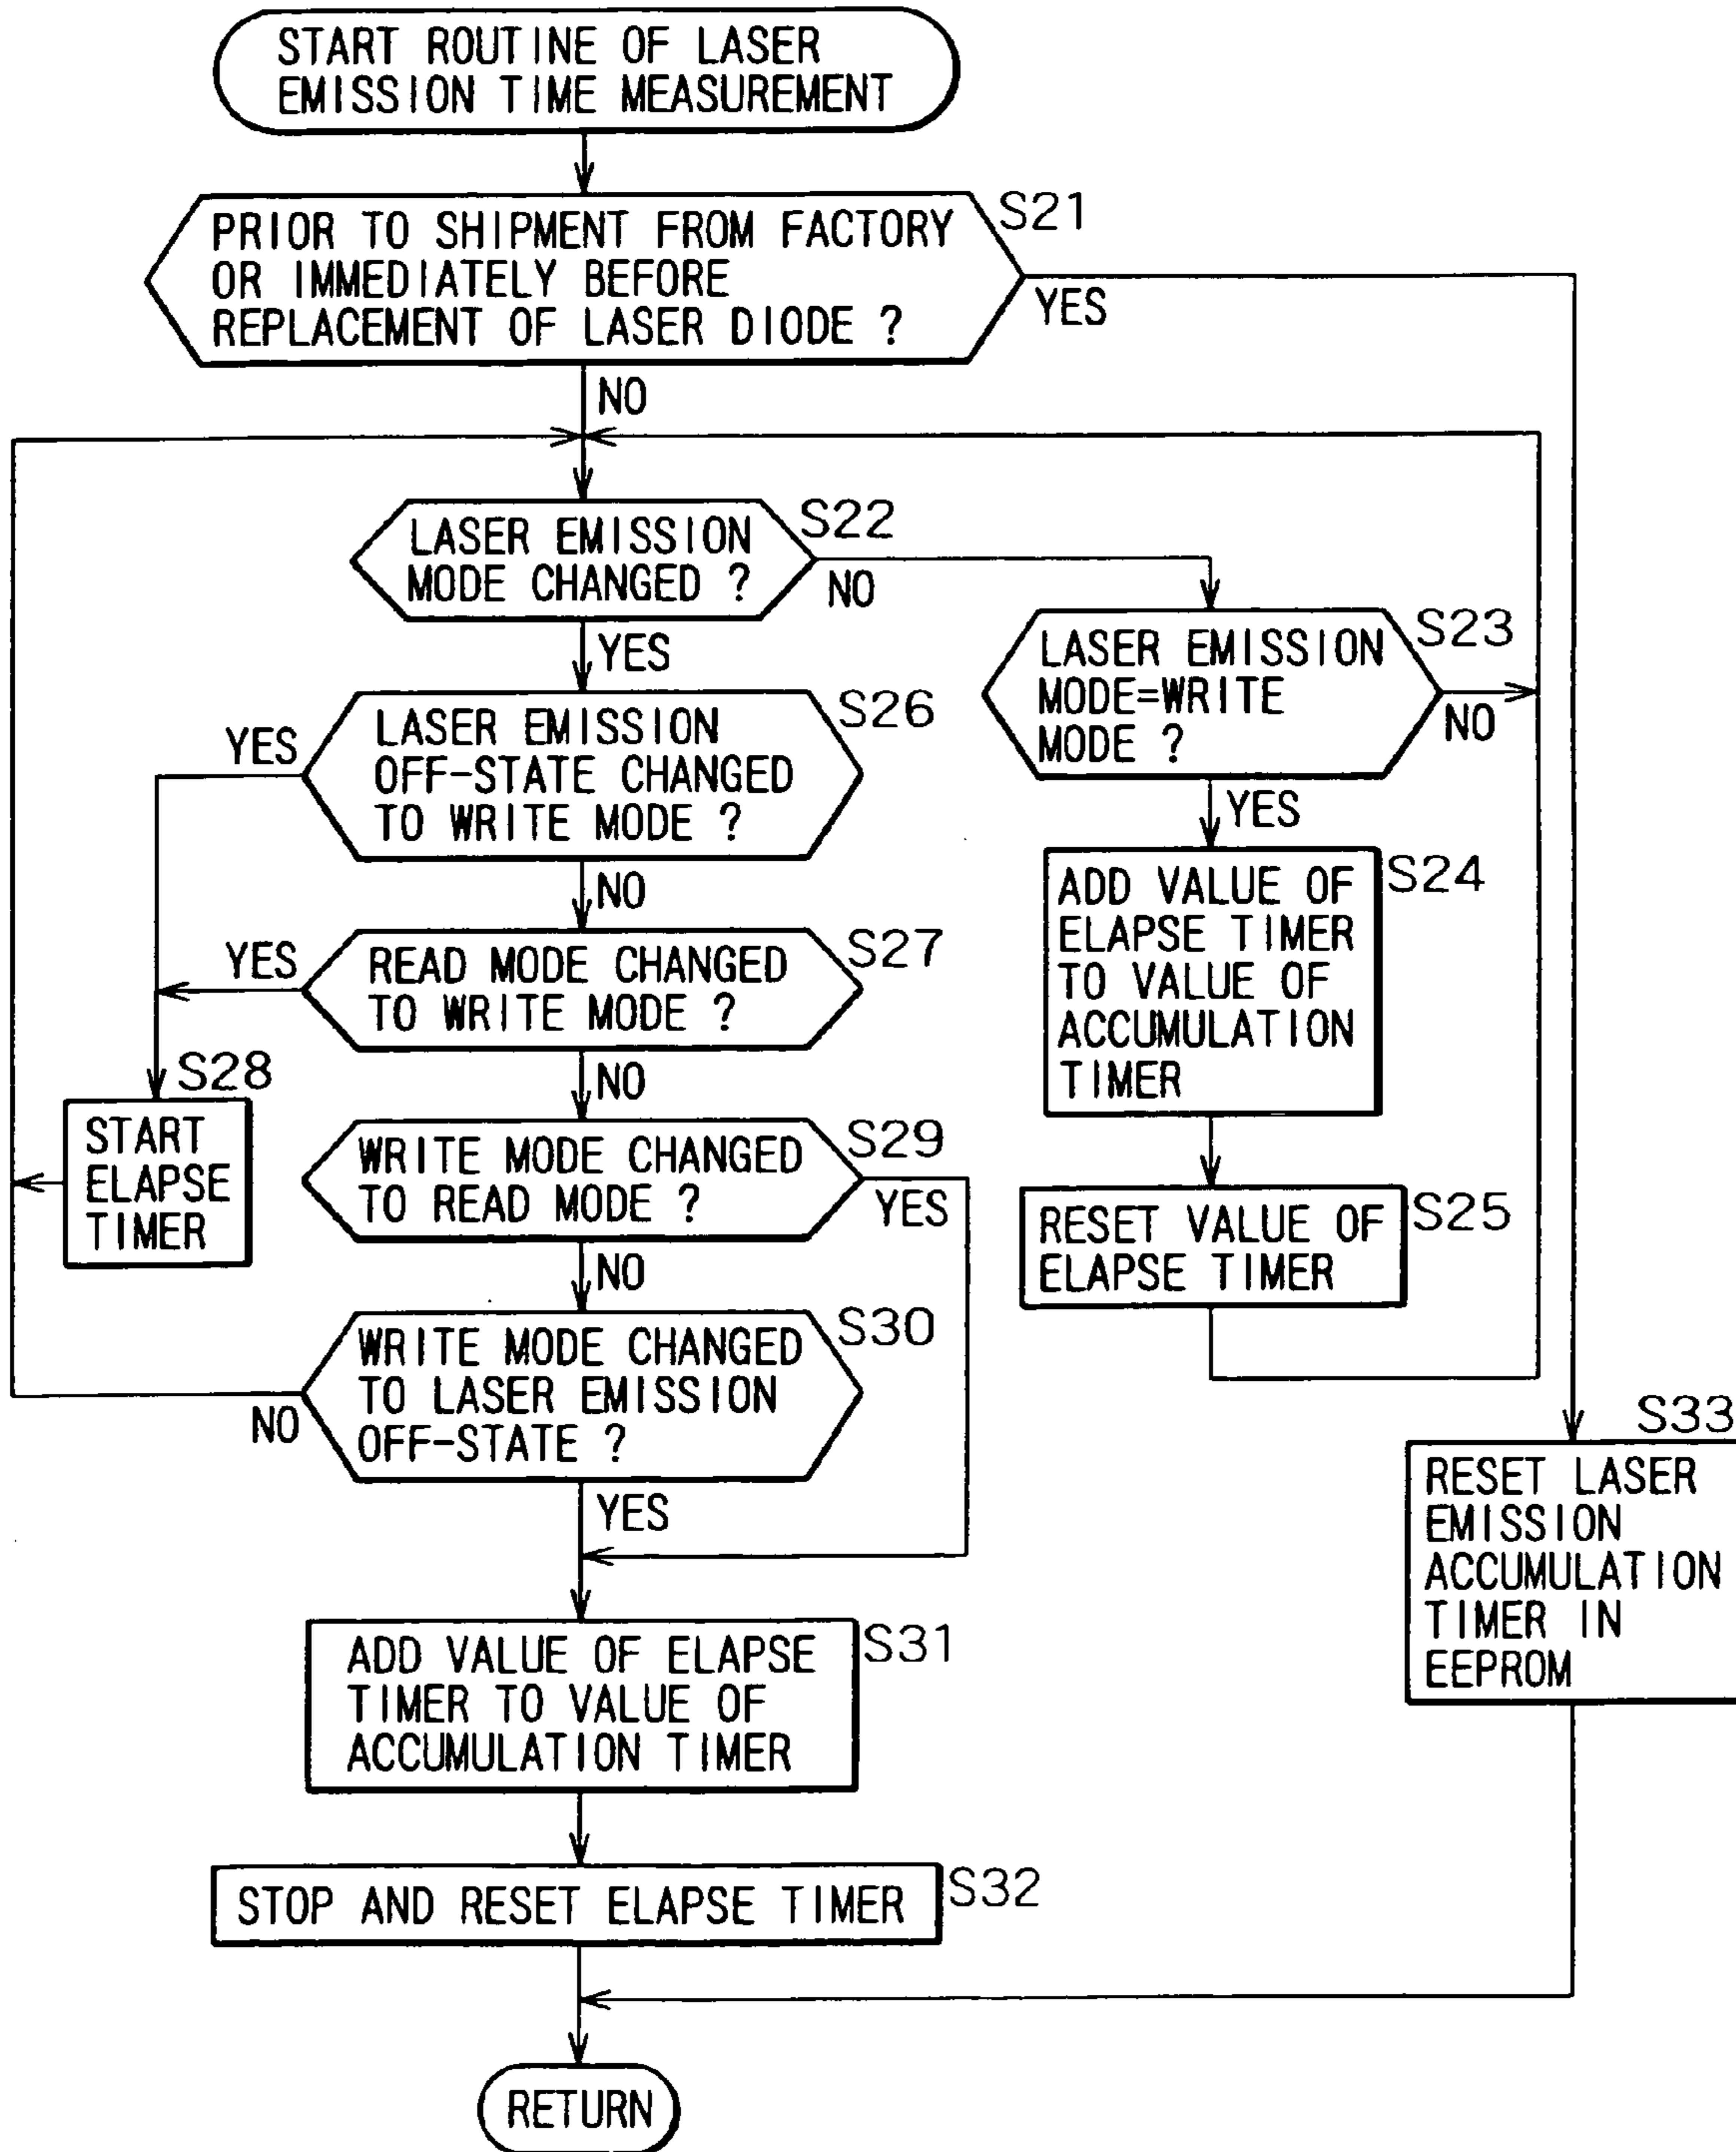 START ROUTINE OF LASER
EMISSION TIME MEASUREMENT
S21
PRIOR TO SHIPMENT FROM FACTORY
OR IMMEDIATELY BEFORE
REPLACEMENT OF LASER DIODE ?
YES
NO
S22
LASER EMISSION
MODE CHANGED ?
NO
YES
S23
LASER EMISSION
MODE=WRITE
MODE ?
NO
YES
S26
LASER EMISSION
OFF-STATE CHANGED
TO WRITE MODE ?
YES
NO
S24
ADD VALUE OF
ELAPSE TIMER
TO VALUE OF
ACCUMULATION
TIMER
S27
READ MODE CHANGED
TO WRITE MODE ?
YES
NO
S28
START
ELAPSE
TIMER
S29
WRITE MODE CHANGED
TO READ MODE ?
YES
NO
S25
RESET VALUE OF
ELAPSE TIMER
S30
WRITE MODE CHANGED
TO LASER EMISSION
OFF-STATE ?
NO
YES
S33
RESET LASER
EMISSION
ACCUMULATION
TIMER IN
EEPROM
S31
ADD VALUE OF ELAPSE
TIMER TO VALUE OF
ACCUMULATION TIMER
S32
STOP AND RESET ELAPSE TIMER
RETURN